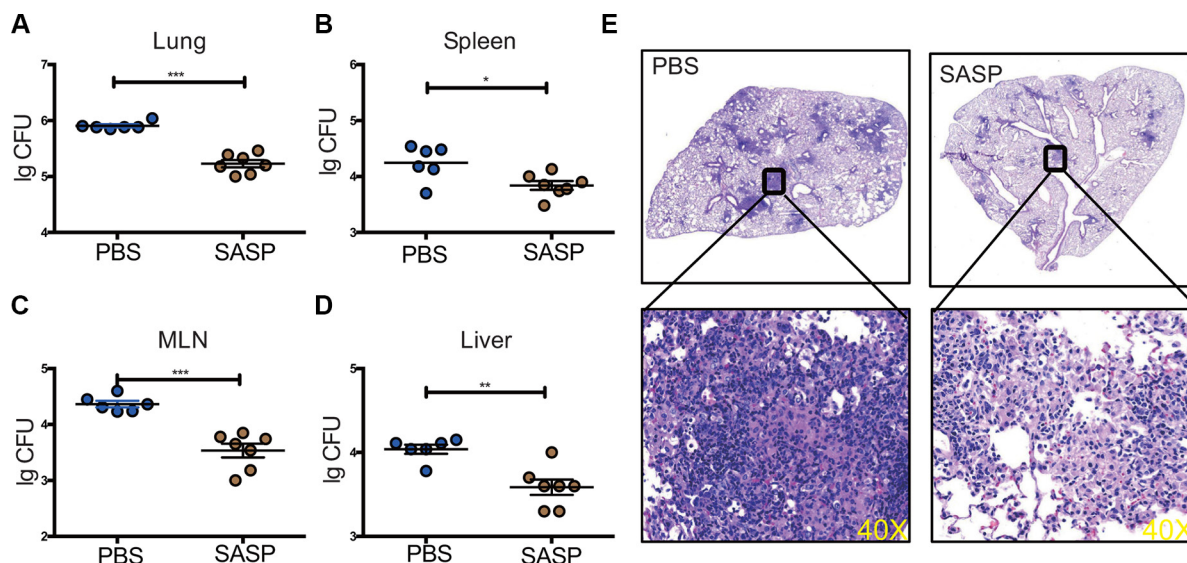 A
Lung
lg CFU
7
6
5
4
***
PBS
SASP
B
Spleen
lg CFU
6
5
4
3
*
PBS
SASP
C
MLN
lg CFU
5
4
3
2
***
PBS
SASP
D
Liver
lg CFU
5
4
3
**
PBS
SASP
E
PBS
SASP
40X
40X